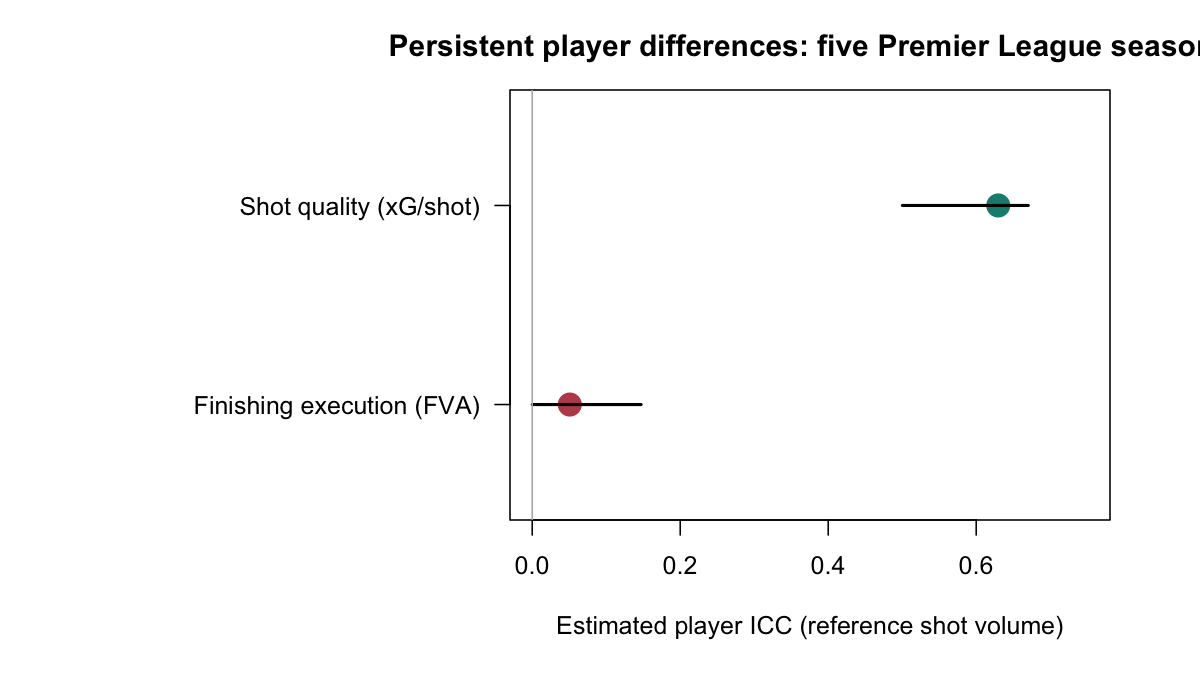 Persistent player differences: five Premier League seaso
Shot quality (xG/shot)
Finishing execution (FVA)
0.0 0.2 0.4 0.6
Estimated player ICC (reference shot volume)